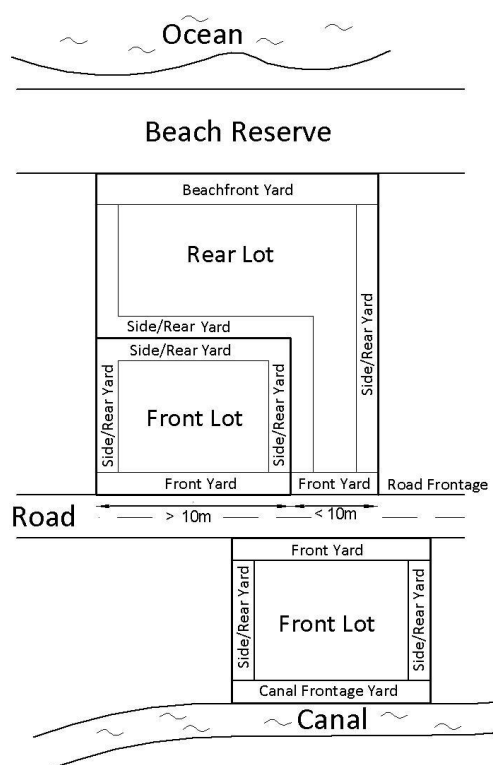 Ocean
Beach Reserve
Beachfront Yard
Rear Lot
Side/Rear Yard
Side/Rear Yard
Side/Rear Yard
Side/Rear Yard
Front Lot
Side/Rear Yard
Front Yard
Front Yard
Road Frontage
Road
> 10m
< 10m
Front Yard
Side/Rear Yard
Front Lot
Side/Rear Yard
Canal Frontage Yard
Canal